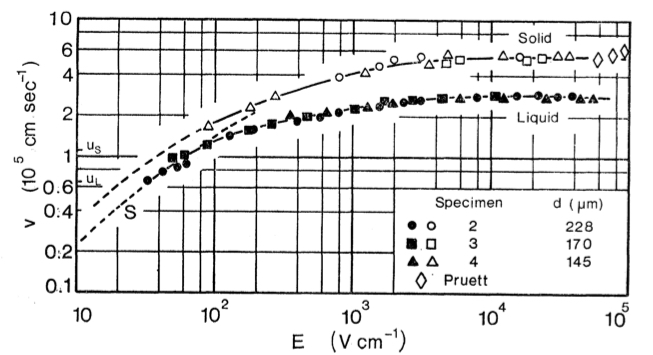 10
6
4
2
1
0.6
0.4
0.2
0.1
v (10⁵ cm sec⁻¹)
u_S
u_L
S
Solid
Liquid
Specimen d (μm)
2 228
3 170
4 145
Pruett
10 10² 10³ 10⁴ 10⁵
E (V cm⁻¹)